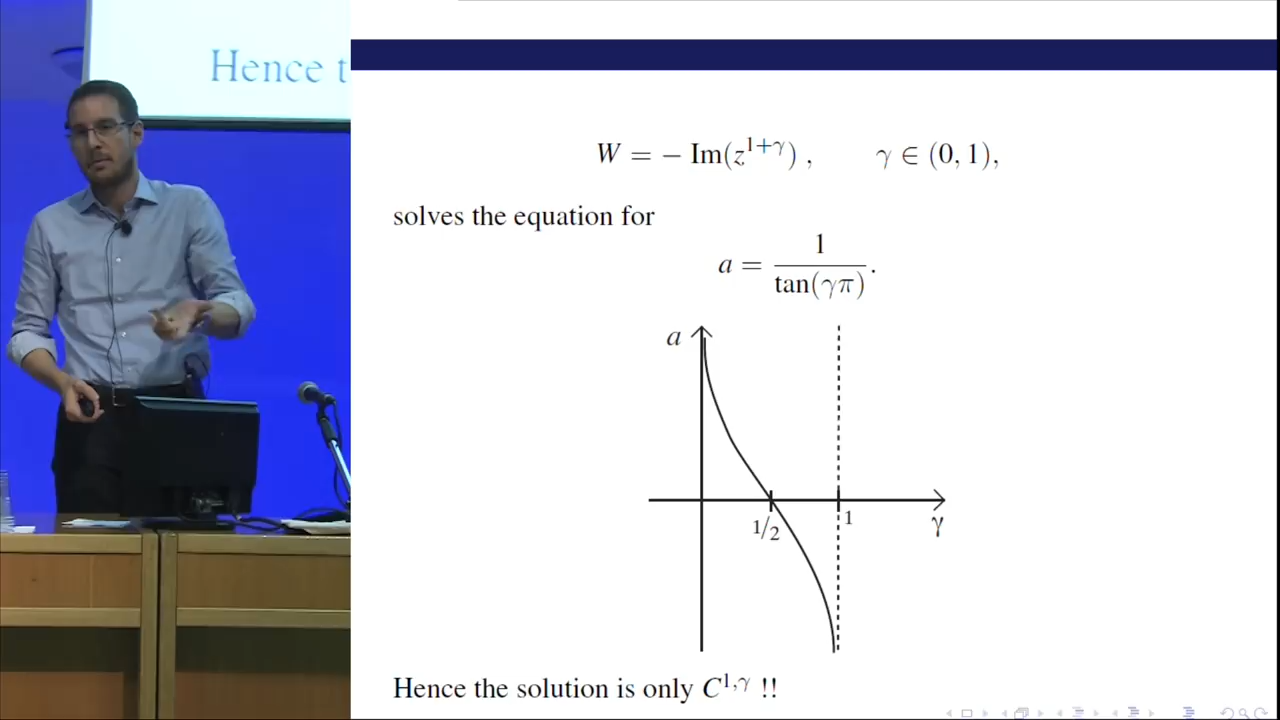 Hence t
W = − Im(z^{1+γ}) , γ ∈ (0, 1),
solves the equation for
a = \frac{1}{tan(γπ)}.
a
1/2
1
γ
Hence the solution is only C^{1,γ} !!